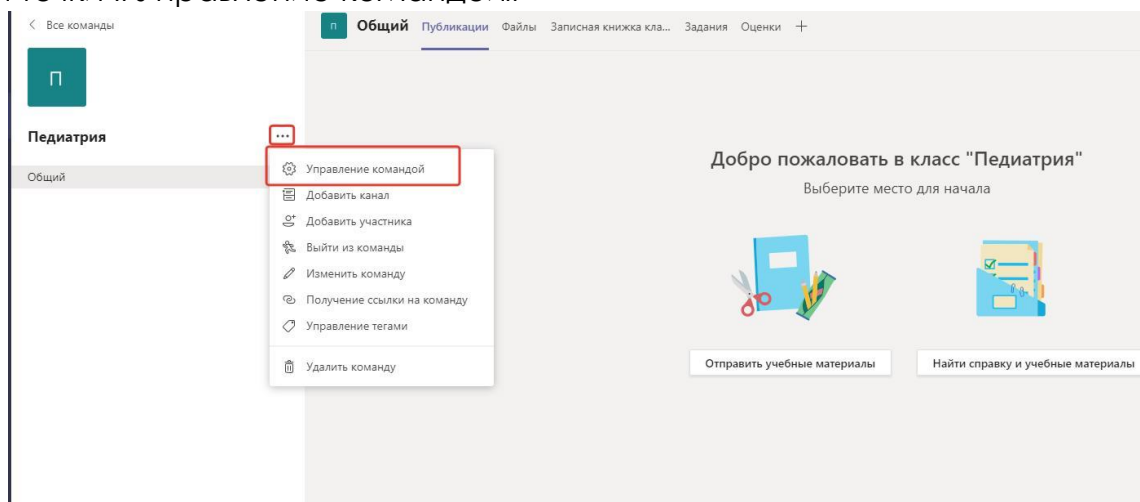 Все команды
П
Педиатрия
Общий
П Общий Публикации Файлы Записная книжка кла... Задания Оценки +
...
Управление командой
Добавить канал
Добавить участника
Выйти из команды
Изменить команду
Получение ссылки на команду
Управление тегами
Удалить команду
Добро пожаловать в класс "Педиатрия"
Выберите место для начала
Отправить учебные материалы
Найти справку и учебные материалы